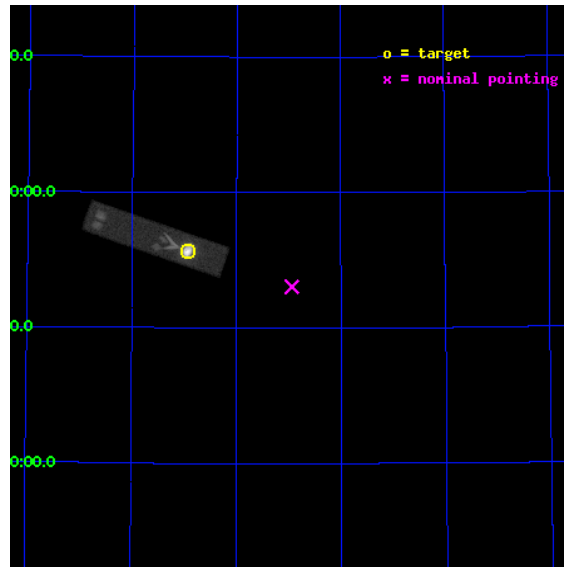 0.0
o = target
x = nominal pointing
0:00.0
0.0
0:00.0